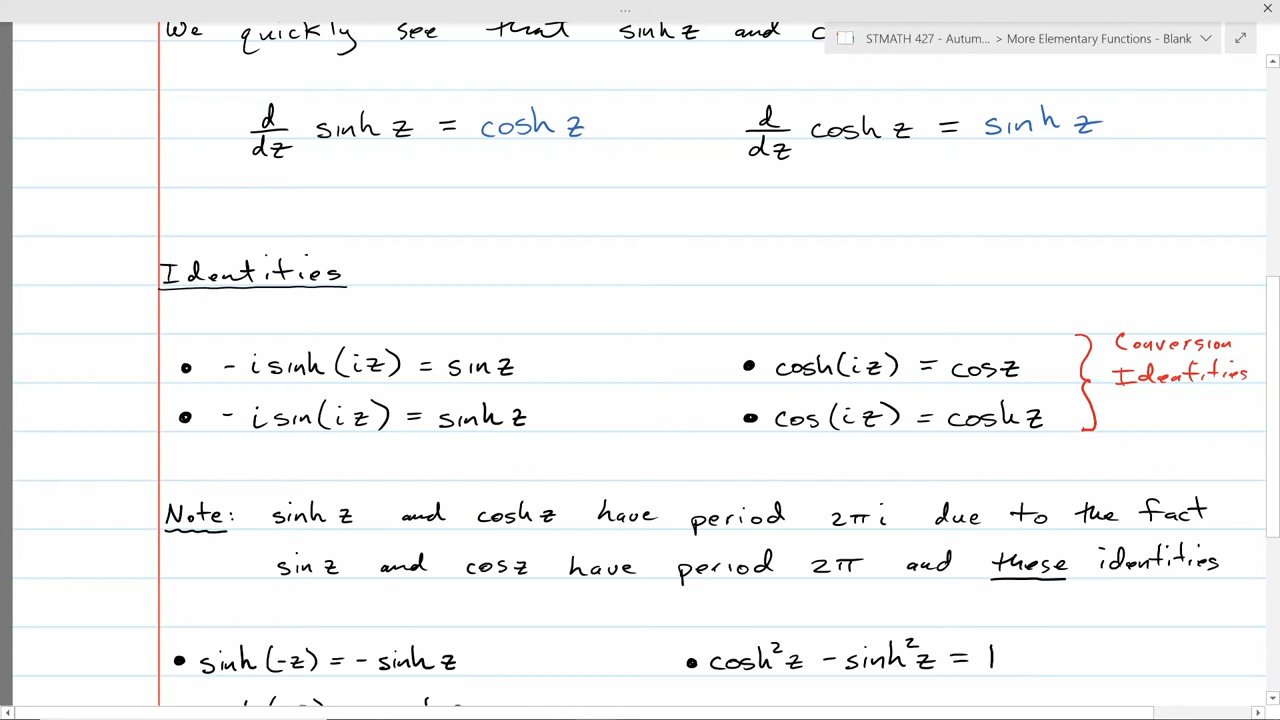 ...
STMATH 427 - Autum... > More Elementary Functions - Blank
We quickly see that sinh z and c
d/dz sinh z = cosh z
d/dz cosh z = sinh z
Identities
• - i sinh(iz) = sin z
• cosh(iz) = cos z
• - i sin(iz) = sinh z
• cos(iz) = cosh z
Conversion
Identities
Note: sinh z and cosh z have period 2πi due to the fact
sin z and cos z have period 2π and these identities
• sinh(-z) = - sinh z
• cosh²z - sinh²z = 1